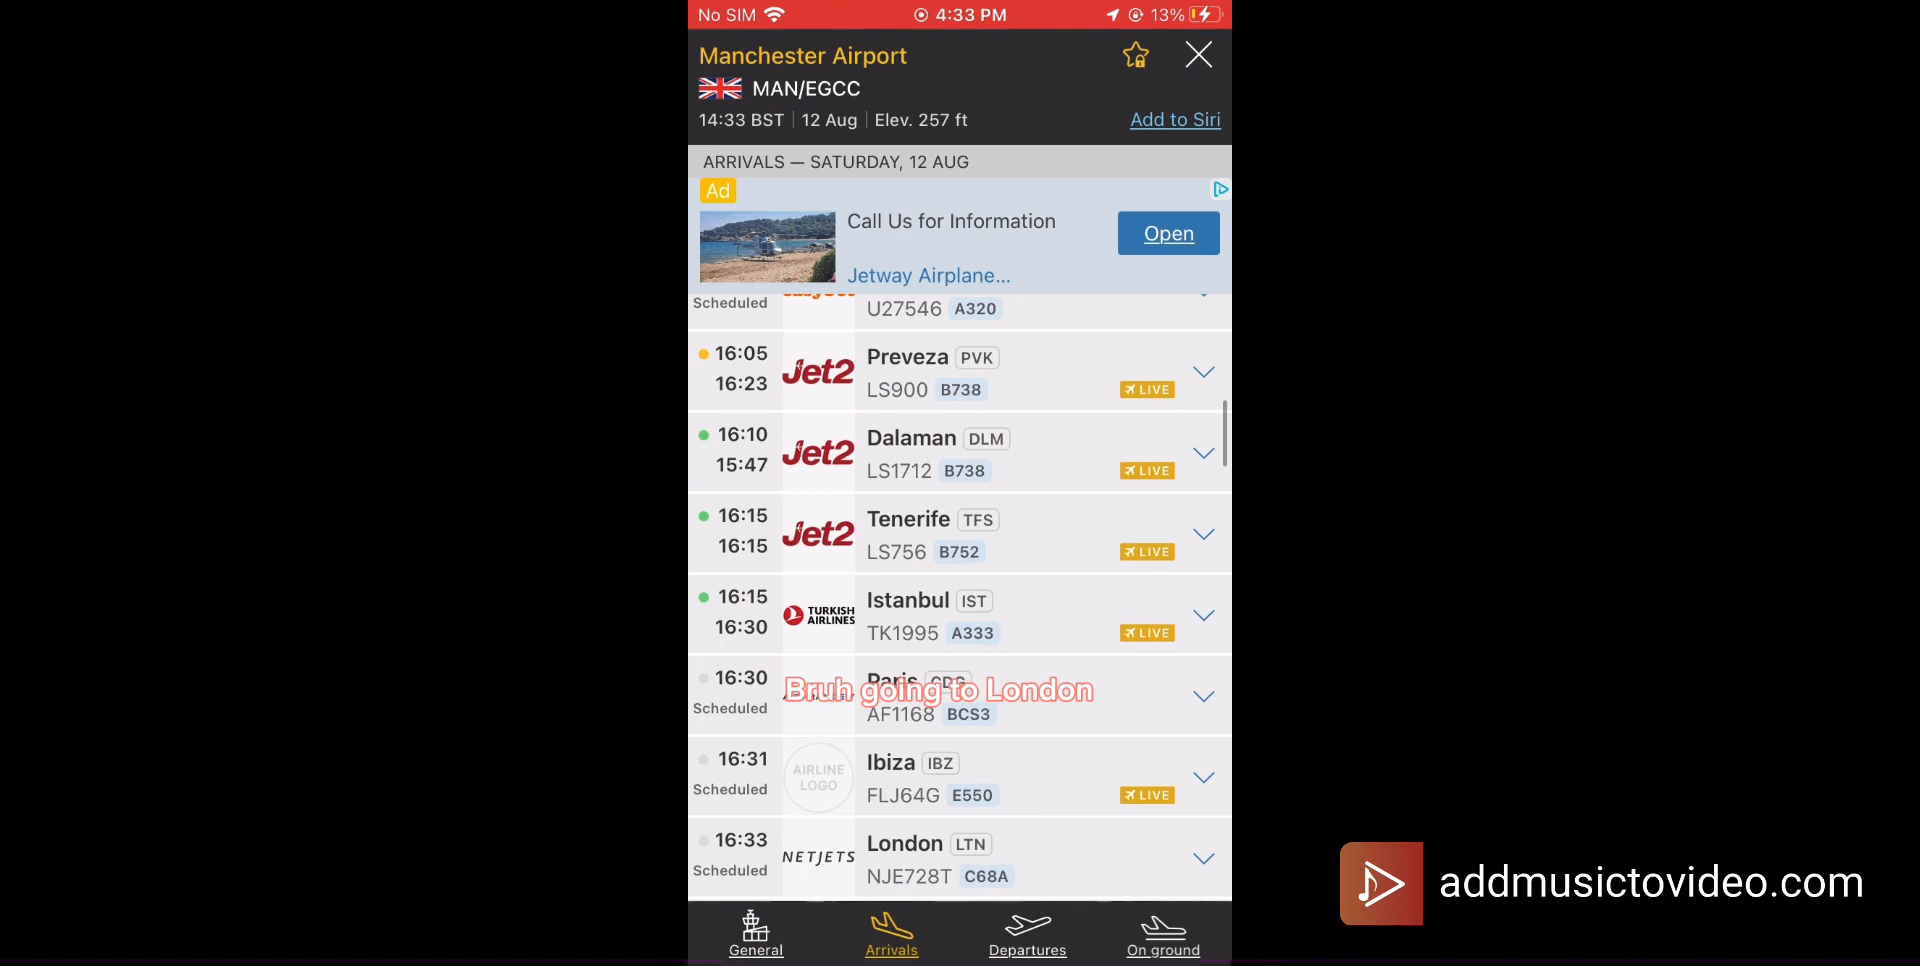 No SIM 4:33 PM 13%
Manchester Airport
MAN/EGCC
14:33 BST 12 Aug Elev. 257 ft Add to Siri
ARRIVALS — SATURDAY, 12 AUG
Ad
Call Us for Information
Open
Jetway Airplane...
Scheduled U27546 A320
16:05 Jet2 Preveza PVK
16:23 LS900 B738 LIVE
16:10 Jet2 Dalaman DLM
15:47 LS1712 B738 LIVE
16:15 Jet2 Tenerife TFS
16:15 LS756 B752 LIVE
16:15 TURKISH AIRLINES Istanbul IST
16:30 TK1995 A333 LIVE
16:30 Paris CDG
Bruh going to London
Scheduled AF1168 BCS3
16:31 AIRLINE LOGO Ibiza IBZ
Scheduled FLJ64G E550 LIVE
16:33 NETJETS London LTN
Scheduled NJE728T C68A
General Arrivals Departures On ground
addmusictovideo.com